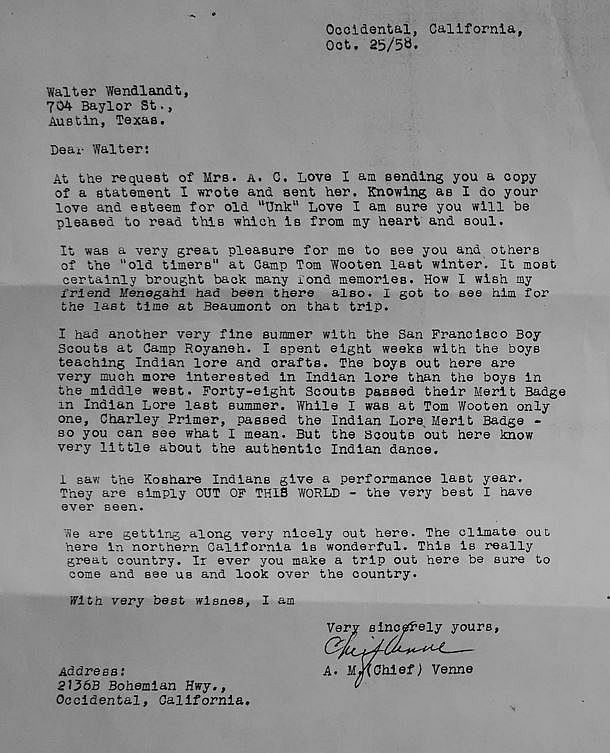 Occidental, California,
Oct. 25/58.
Walter Wendlandt,
704 Baylor St.,
Austin, Texas.
Dear Walter:
At the request of Mrs. A. C. Love I am sending you a copy
of a statement I wrote and sent her. Knowing as I do your
love and esteem for old "Unk" Love I am sure you will be
pleased to read this which is from my heart and soul.
It was a very great pleasure for me to see you and others
of the "old timers" at Camp Tom Wooten last winter. It most
certainly brought back many fond memories. How I wish my
friend Menegahi had been there also. I got to see him for
the last time at Beaumont on that trip.
I had another very fine summer with the San Francisco Boy
Scouts at Camp Royaneh. I spent eight weeks with the boys
teaching Indian lore and crafts. The boys out here are
very much more interested in Indian lore than the boys in
the middle west. Forty-eight Scouts passed their Merit Badge
in Indian Lore last summer. While I was at Tom Wooten only
one, Charley Primer, passed the Indian Lore Merit Badge -
so you can see what I mean. But the Scouts out here know
very little about the authentic Indian dance.
I saw the Koshare Indians give a performance last year.
They are simply OUT OF THIS WORLD - the very best I have
ever seen.
We are getting along very nicely out here. The climate out
here in northern California is wonderful. This is really
great country. If ever you make a trip out here be sure to
come and see us and look over the country.
With very best wishes, I am
Very sincerely yours,
Chief Venne
A. M. (Chief) Venne
Address:
2136B Bohemian Hwy.,
Occidental, California.